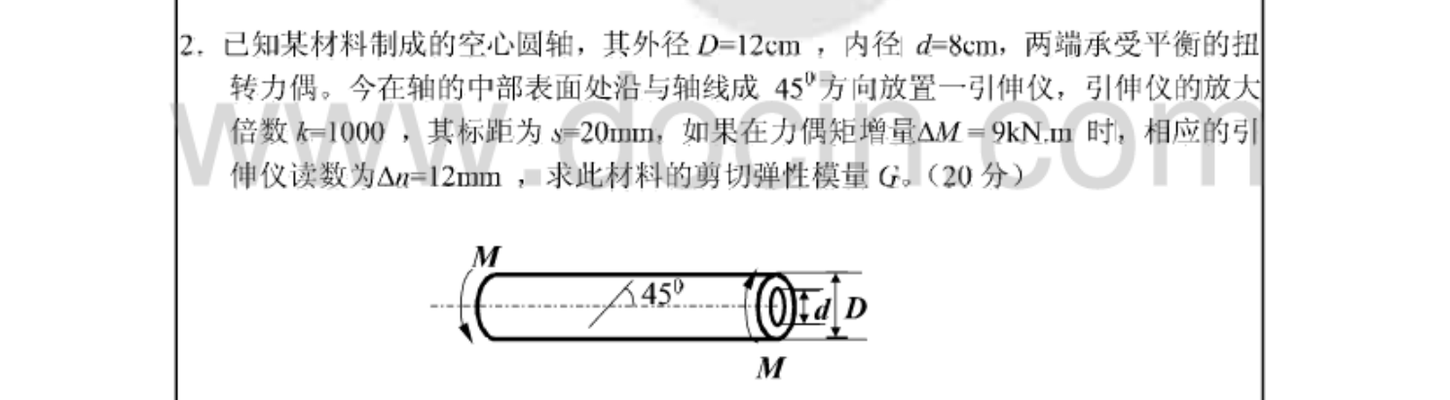 2．已知某材料制成的空心圆轴，其外径 D=12cm ，内径 d=8cm，两端承受平衡的扭
转力偶。今在轴的中部表面处沿与轴线成 45⁰ 方向放置一引伸仪，引伸仪的放大
倍数 k=1000 ，其标距为 s=20mm，如果在力偶矩增量ΔM = 9kN.m 时，相应的引
伸仪读数为Δn=12mm ，求此材料的剪切弹性模量 G。（20 分）
www.docin.com
M
45⁰
d D
M